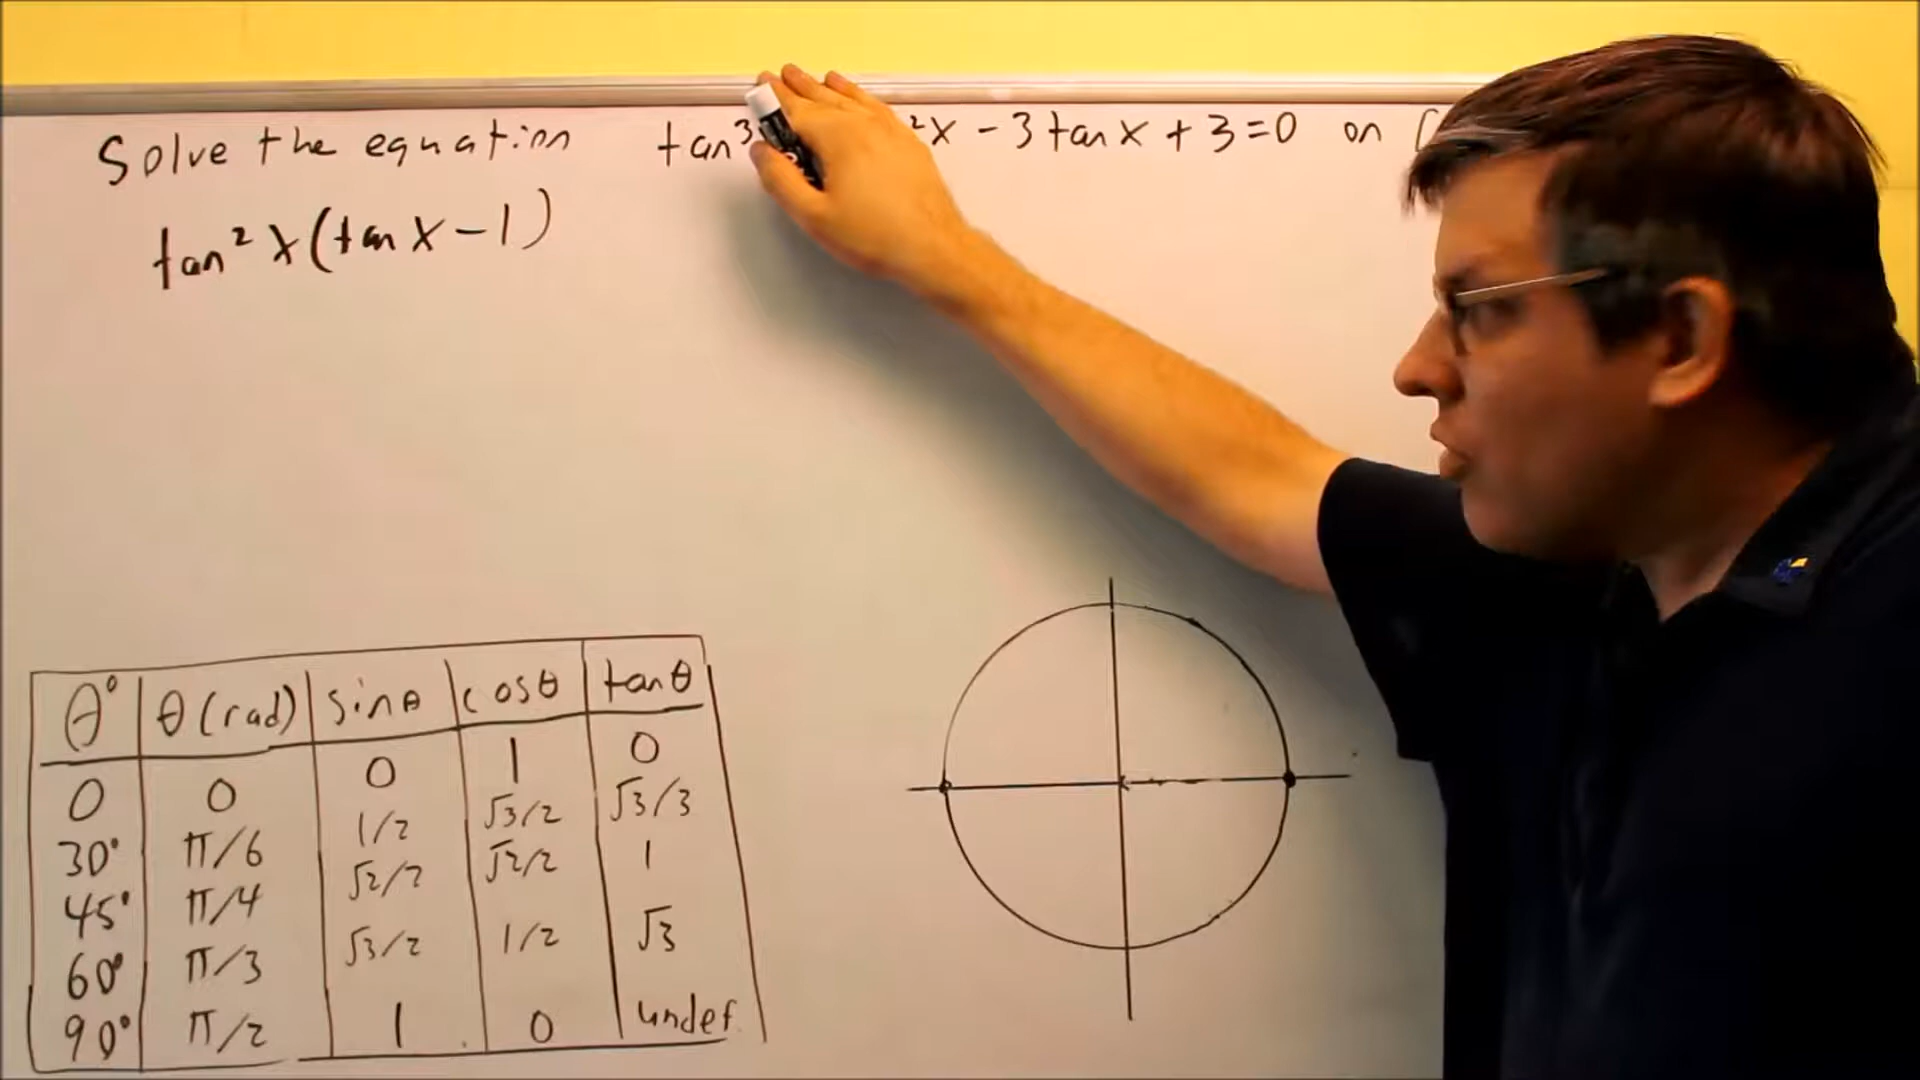 Solve the equation tan³ ²x - 3 tan x + 3 = 0 on [
tan² x (tan x - 1)
θ° θ (rad) sin θ cos θ tan θ
0 0 0 1 0
30° π/6 1/2 √3/2 √3/3
45° π/4 √2/2 √2/2 1
60° π/3 √3/2 1/2 √3
90° π/2 1 0 undef.